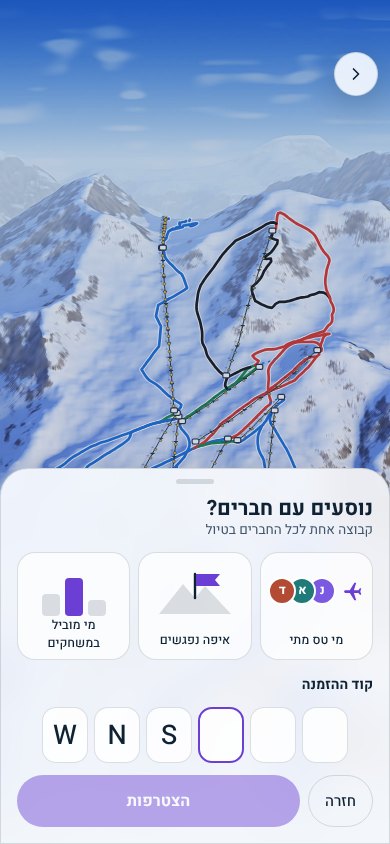 נוסעים עם חברים?
קבוצה אחת לכל החברים בטיול
נ א ד
מי טס מתי
איפה נפגשים
מי מוביל
במשחקים
קוד ההזמנה
W N S
חזרה
הצטרפות